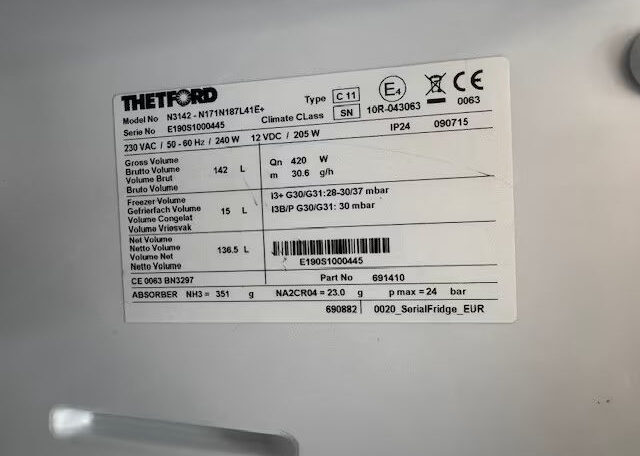 THETFORD
Model No N3142 - N171N187L41E+
Serie No E190S1000445
Type C 11
Climate CLass SN
E4
10R-043063
CE
0063
230 VAC / 50 - 60 Hz / 240 W 12 VDC / 205 W IP24 090715
Gross Volume
Brutto Volume
Volume Brut
Bruto Volume
142 L
Qn 420 W
m 30.6 g/h
Freezer Volume
Gefrierfach Volume
Volume Congelat
Volume Vriesvak
15 L
I3+ G30/G31:28-30/37 mbar
I3B/P G30/G31: 30 mbar
Net Volume
Netto Volume
Volume Net
Netto Volume
136.5 L
E190S1000445
CE 0063 BN3297 Part No 691410
ABSORBER NH3 = 351 g NA2CR04 = 23.0 g p max = 24 bar
690882 0020_SerialFridge_EUR